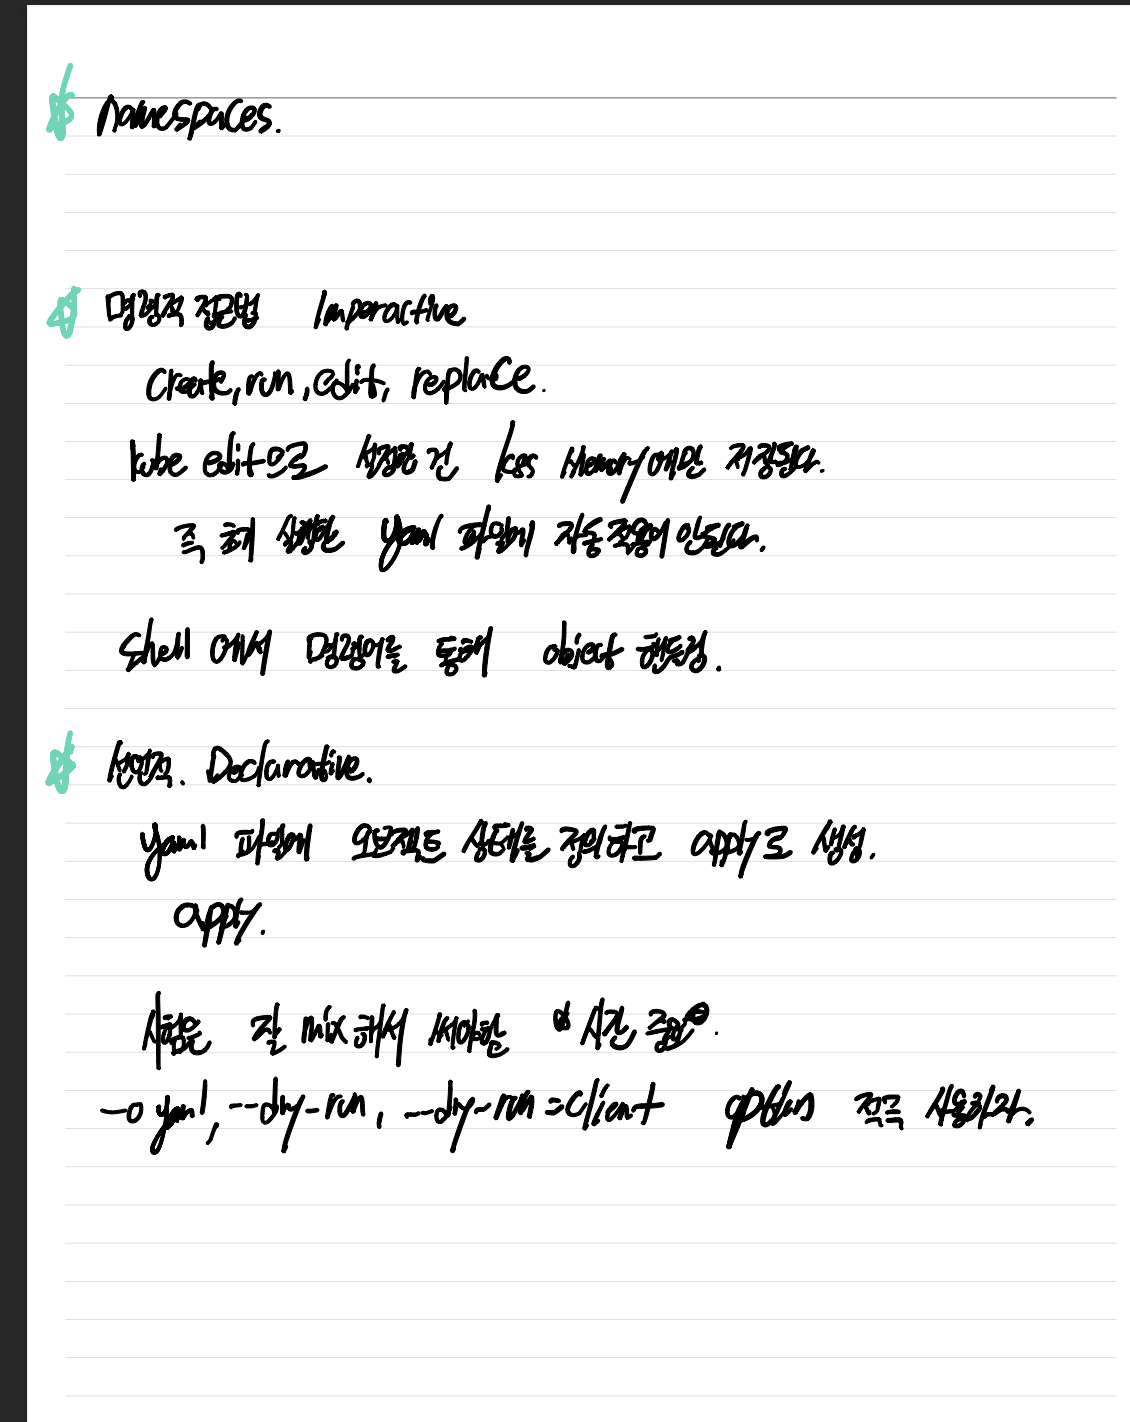 Namespaces.
명령적 접근법 Imperactive
Create, run, edit, replace.
kube edit으로 수정한 건 k8s Memory에만 저장된다.
즉 실행한 yaml 파일에 자동 적용이 안된다.
Shell 에서 명령어를 통해 object 핸들링.
선언적. Declarative.
yaml 파일에 오브젝트 상태를 정의하고 apply로 생성.
apply.
시험은 잘 mix 해서 써야함 시간 중요.
-o yaml, --dry-run, --dry-run=client option 적극 사용하자.